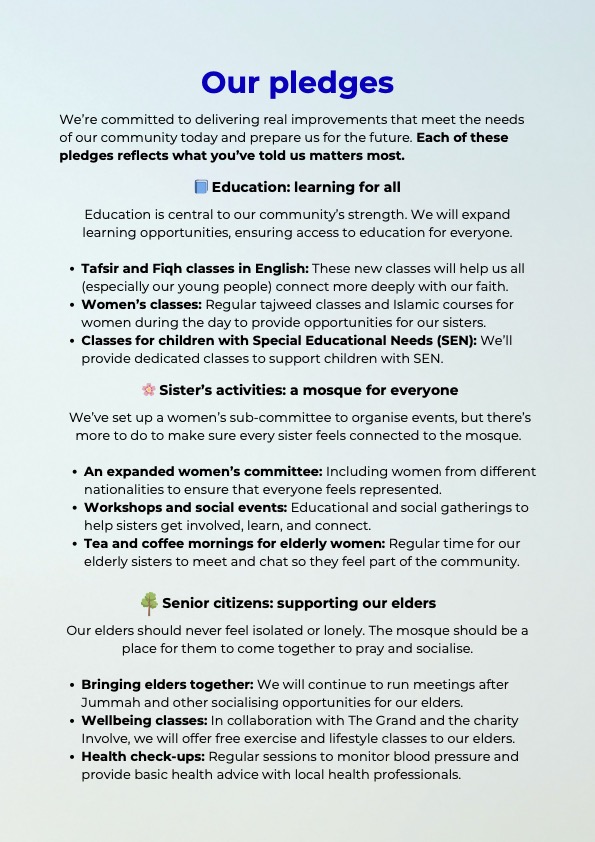 Our pledges
We're committed to delivering real improvements that meet the needs
of our community today and prepare us for the future. Each of these
pledges reflects what you've told us matters most.
Education: learning for all
Education is central to our community's strength. We will expand
learning opportunities, ensuring access to education for everyone.
• Tafsir and Fiqh classes in English: These new classes will help us all
(especially our young people) connect more deeply with our faith.
• Women's classes: Regular tajweed classes and Islamic courses for
women during the day to provide opportunities for our sisters.
• Classes for children with Special Educational Needs (SEN): We'll
provide dedicated classes to support children with SEN.
Sister's activities: a mosque for everyone
We've set up a women's sub-committee to organise events, but there's
more to do to make sure every sister feels connected to the mosque.
• An expanded women's committee: Including women from different
nationalities to ensure that everyone feels represented.
• Workshops and social events: Educational and social gatherings to
help sisters get involved, learn, and connect.
• Tea and coffee mornings for elderly women: Regular time for our
elderly sisters to meet and chat so they feel part of the community.
Senior citizens: supporting our elders
Our elders should never feel isolated or lonely. The mosque should be a
place for them to come together to pray and socialise.
• Bringing elders together: We will continue to run meetings after
Jummah and other socialising opportunities for our elders.
• Wellbeing classes: In collaboration with The Grand and the charity
Involve, we will offer free exercise and lifestyle classes to our elders.
• Health check-ups: Regular sessions to monitor blood pressure and
provide basic health advice with local health professionals.